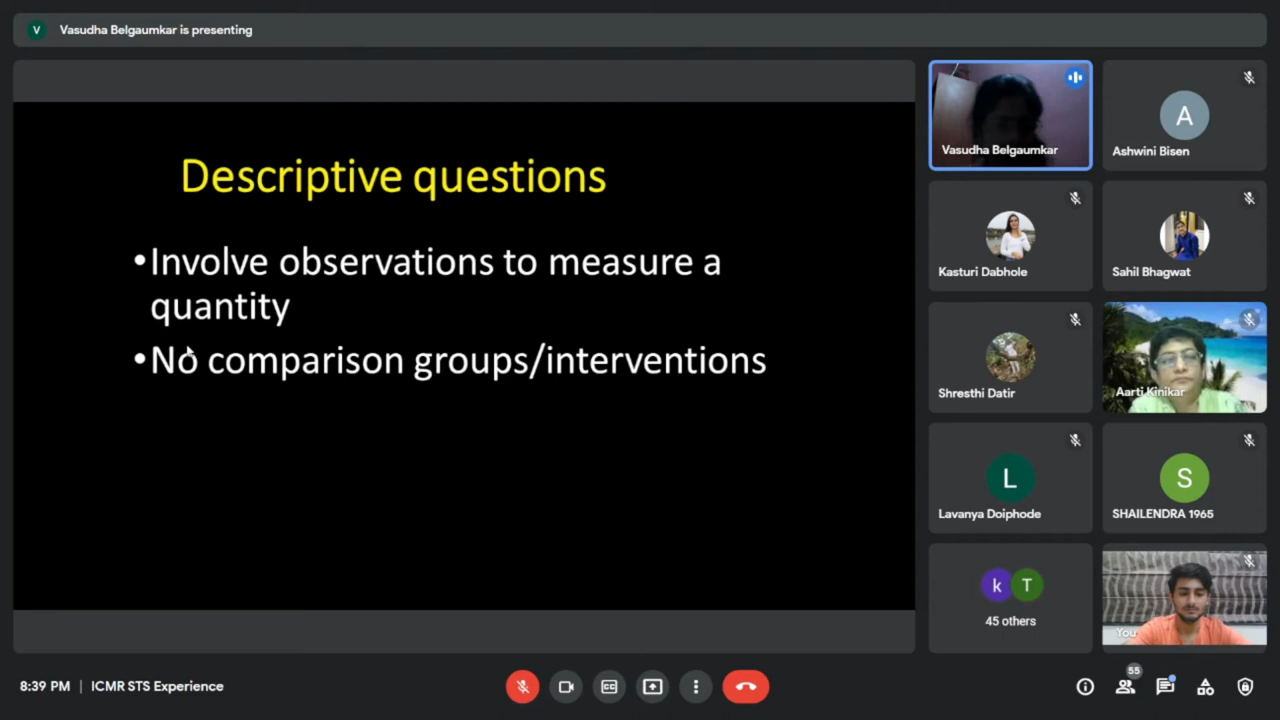 V Vasudha Belgaumkar is presenting
Descriptive questions
•Involve observations to measure a
quantity
•No comparison groups/interventions
Vasudha Belgaumkar
A
Ashwini Bisen
Kasturi Dabhole
Sahil Bhagwat
Shresthi Datir
Aarti Kinikar
L
Lavanya Doiphode
S
SHAILENDRA 1965
k T
45 others
You
8:39 PM | ICMR STS Experience
CC
55